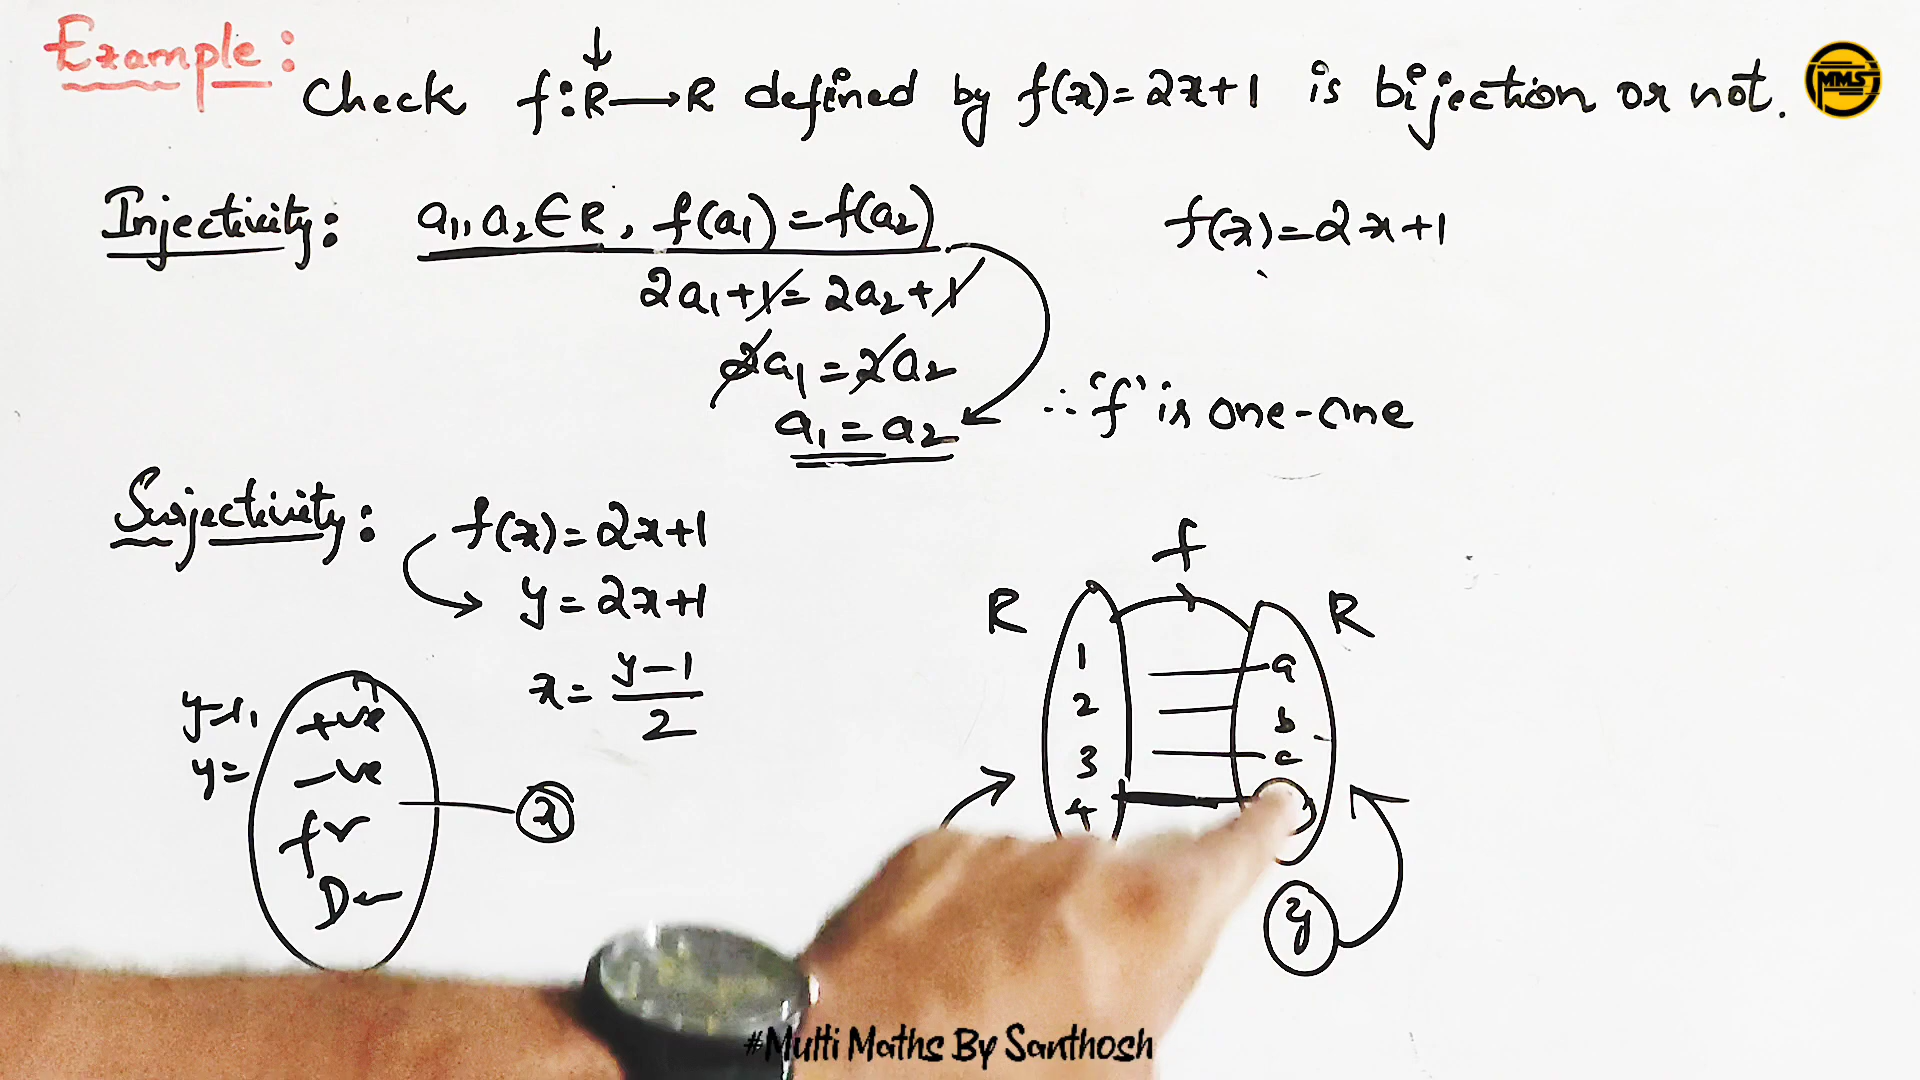 Example:
Check f:R→R defined by f(x)=2x+1 is bijection or not.
MMS
Injectivity: a₁, a₂∈R, f(a₁)=f(a₂)
f(x)=2x+1
2a₁+1=2a₂+1
2a₁=2a₂
a₁=a₂
∴ 'f' is one-one
Surjectivity: f(x)=2x+1
y=2x+1
x=(y-1)/2
y=
+ve
-ve
fr
x
f
R R
1 a
2 b
3 c
4
y
#Multi Maths By Santhosh